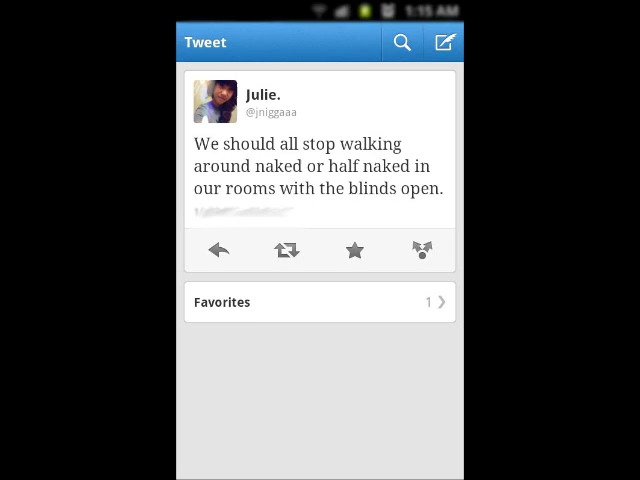 1:15 AM
Tweet
Julie.
@jniggaaa
We should all stop walking
around naked or half naked in
our rooms with the blinds open.
Favorites
1